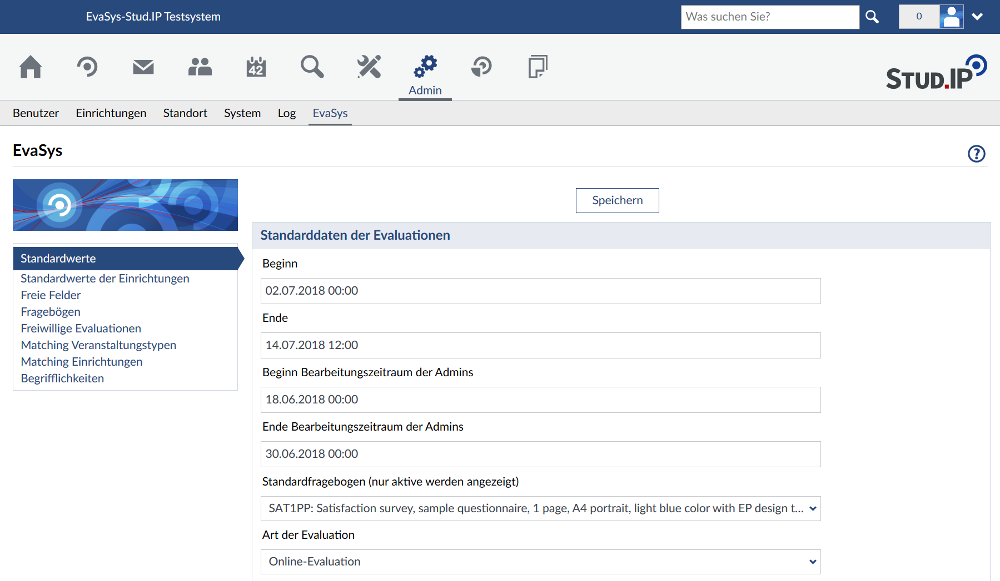 EvaSys-Stud.IP Testsystem
Was suchen Sie?
0
42
Admin
STUD.IP
Benutzer Einrichtungen Standort System Log EvaSys
EvaSys
?
Speichern
Standardwerte
Standardwerte der Einrichtungen
Freie Felder
Fragebögen
Freiwillige Evaluationen
Matching Veranstaltungstypen
Matching Einrichtungen
Begrifflichkeiten
Standarddaten der Evaluationen
Beginn
02.07.2018 00:00
Ende
14.07.2018 12:00
Beginn Bearbeitungszeitraum der Admins
18.06.2018 00:00
Ende Bearbeitungszeitraum der Admins
30.06.2018 00:00
Standardfragebogen (nur aktive werden angezeigt)
SAT1PP: Satisfaction survey, sample questionnaire, 1 page, A4 portrait, light blue color with EP design t...
Art der Evaluation
Online-Evaluation